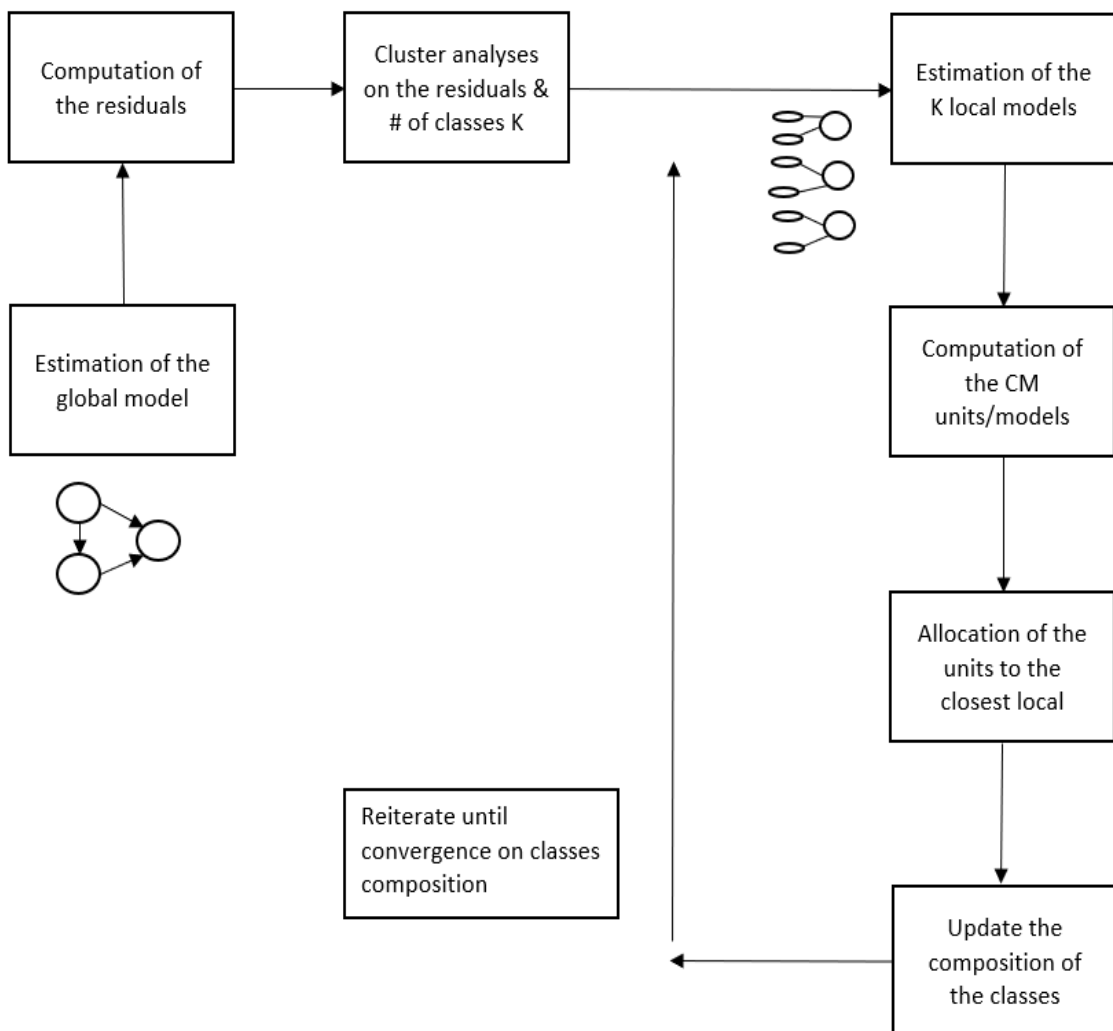 Computation of
the residuals
Cluster analyses
on the residuals &
# of classes K
Estimation of the
K local models
Estimation of the
global model
Computation of
the CM
units/models
Allocation of the
units to the
closest local
Reiterate until
convergence on classes
composition
Update the
composition of
the classes